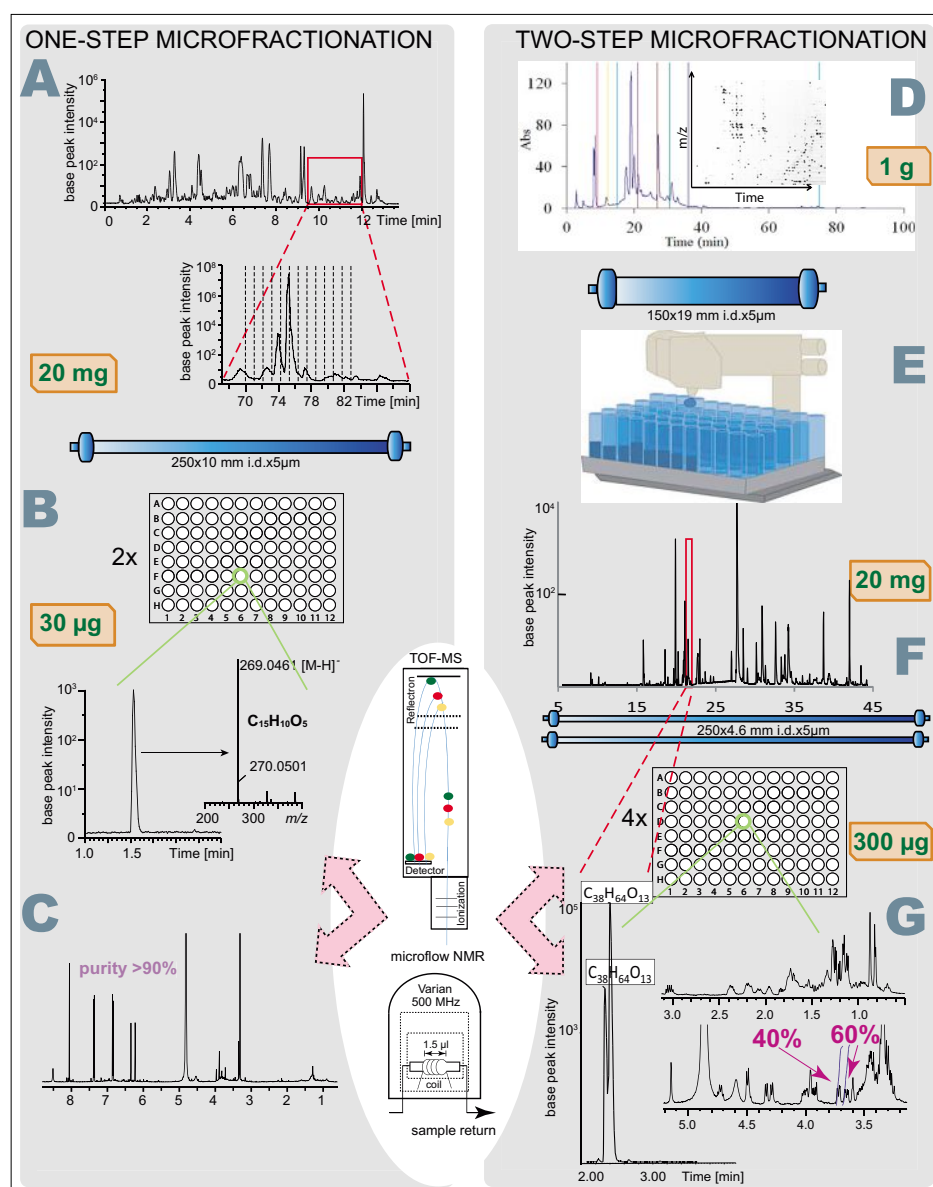 ONE-STEP MICROFRACTIONATION
A
base peak intensity
10⁶
10⁴
10²
0
0 2 4 6 8 10 12 Time [min]
base peak intensity
10⁸
10⁶
10⁴
10²
0
70 74 78 82 Time [min]
20 mg
250x10 mm i.d.x5µm
B
2x
A
B
C
D
E
F
G
H
1 2 3 4 5 6 7 8 9 10 11 12
30 µg
base peak intensity
10³
10²
10¹
0
1.0 1.5 Time [min]
269.0461 [M-H]⁻
C₁₅H₁₀O₅
270.0501
200 300 m/z
C
purity >90%
8 7 6 5 4 3 2 1
TOF-MS
Reflectron
Detector
Ionization
microflow NMR
Varian
500 MHz
1.5 µl
coil
sample return
TWO-STEP MICROFRACTIONATION
D
1 g
Abs
120
80
40
0
0 20 40 60 80 100
Time (min)
m/z
Time
150x19 mm i.d.x5µm
E
base peak intensity
10⁴
10²
20 mg
F
5 15 25 35 45
250x4.6 mm i.d.x5µm
4x
A
B
C
D
E
F
G
H
1 2 3 4 5 6 7 8 9 10 11 12
300 µg
G
C₃₈H₆₄O₁₃
C₃₈H₆₄O₁₃
base peak intensity
10⁵
10³
2.00 3.00
Time [min]
3.0 2.5 2.0 1.5 1.0 0.5
40% 60%
5.0 4.5 4.0 3.5